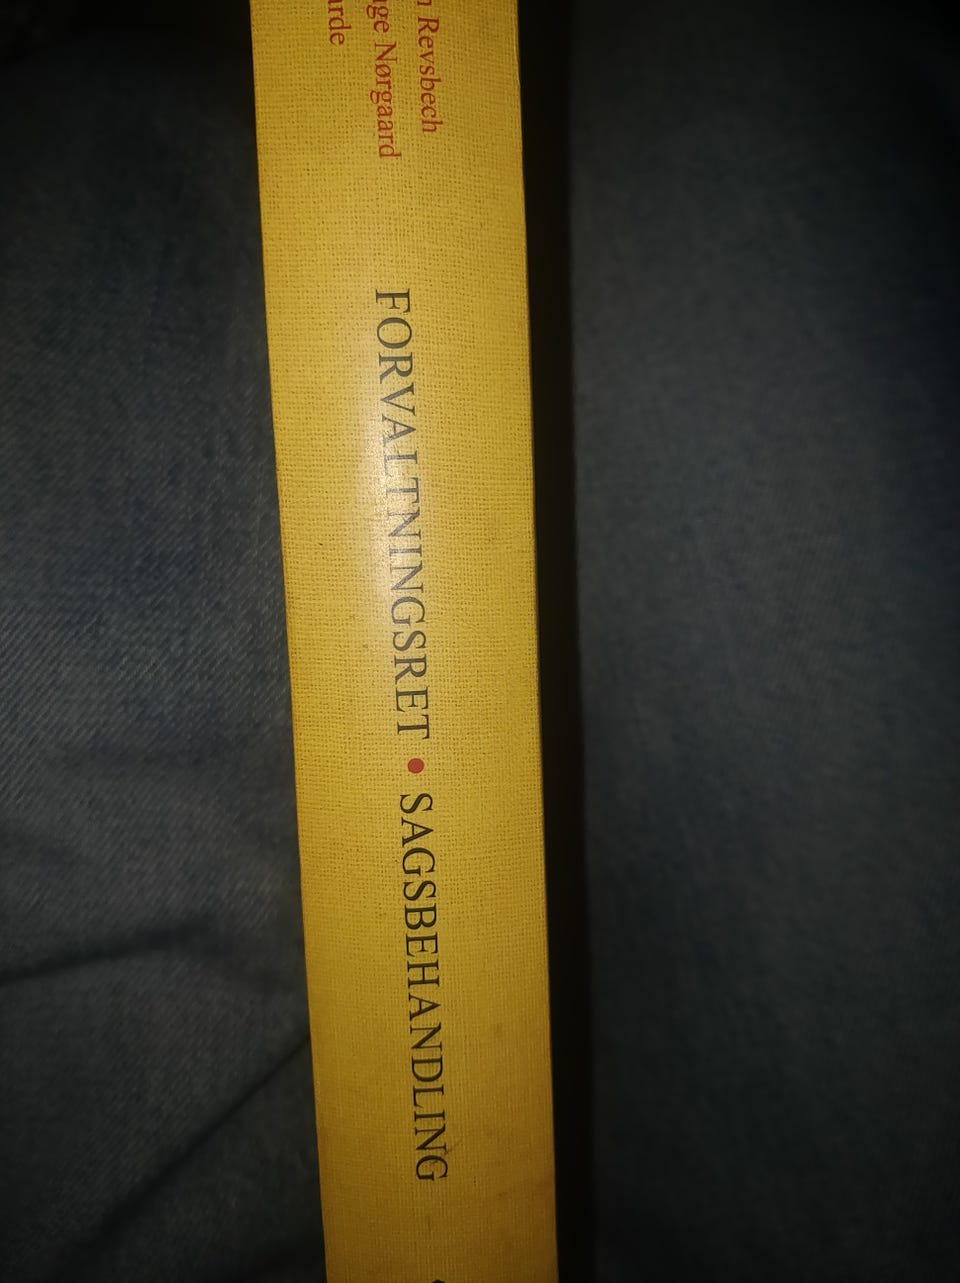 Revsbech
Nørgaard
FORVALTNINGSRET • SAGSBEHANDLING